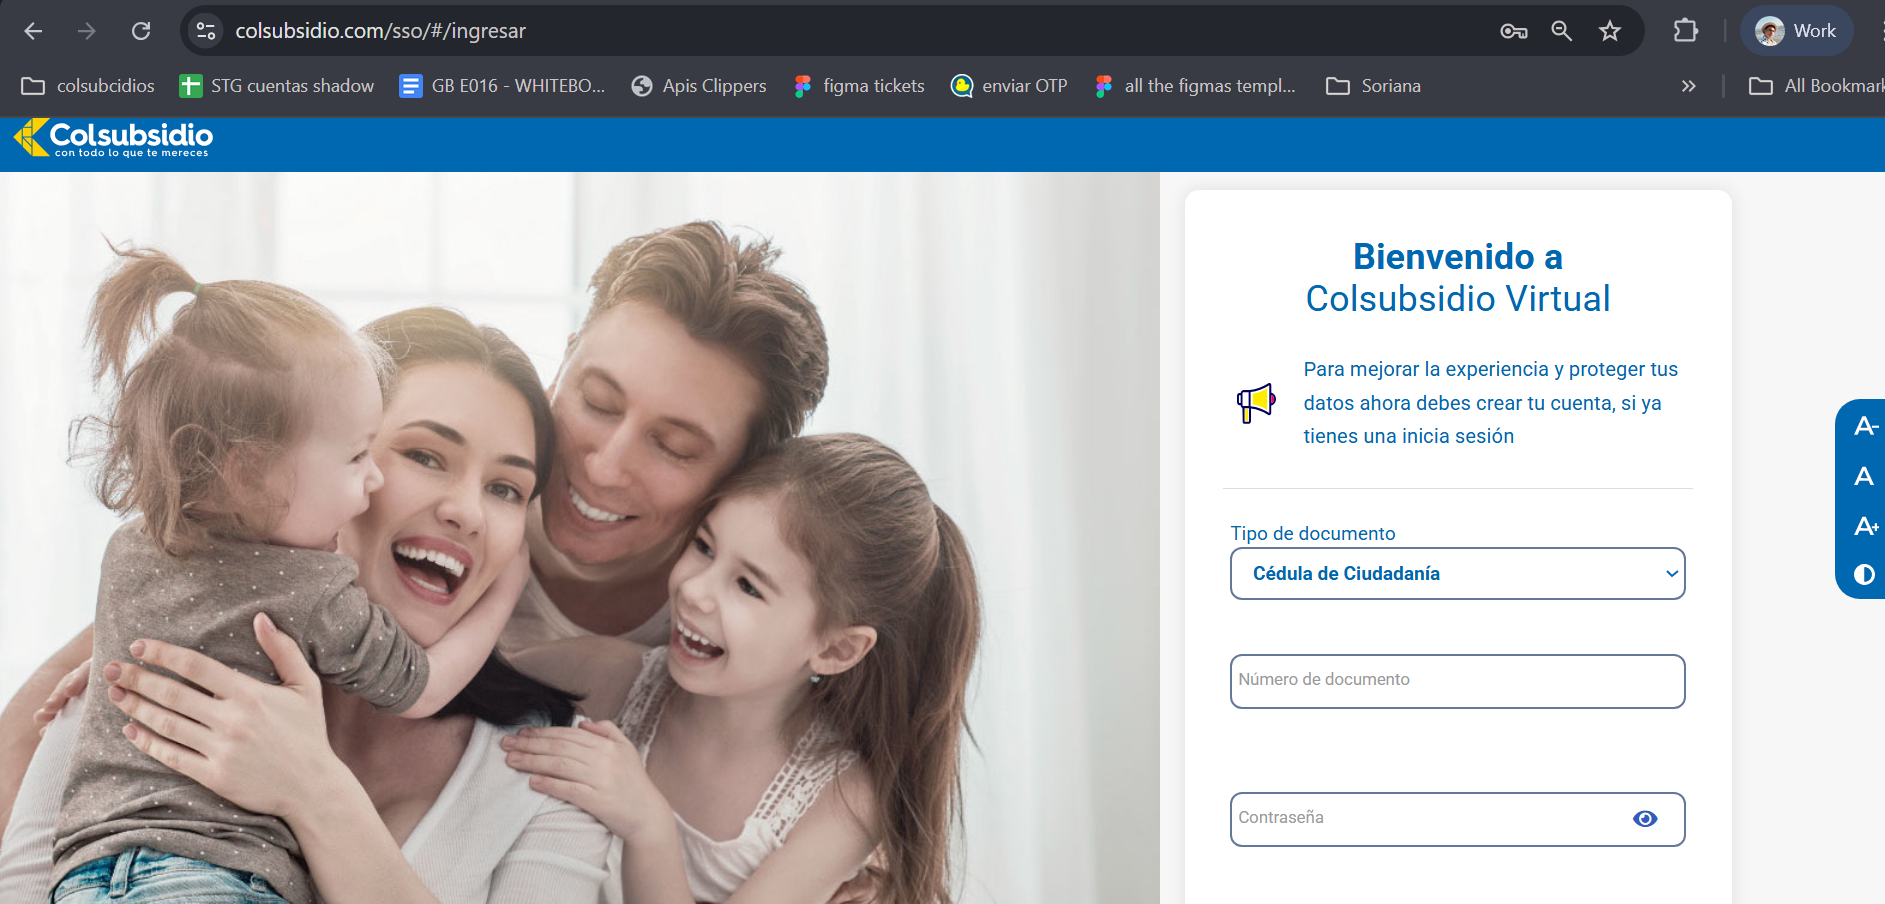 colsubsidio.com/sso/#/ingresar
Work
colsubcidios
STG cuentas shadow
GB E016 - WHITEBO...
Apis Clippers
figma tickets
enviar OTP
all the figmas templ...
Soriana
»
All Bookmark
Colsubsidio
con todo lo que te mereces
Bienvenido a
Colsubsidio Virtual
Para mejorar la experiencia y proteger tus
datos ahora debes crear tu cuenta, si ya
tienes una inicia sesión
A-
A
A+
Tipo de documento
Cédula de Ciudadanía
Número de documento
Contraseña